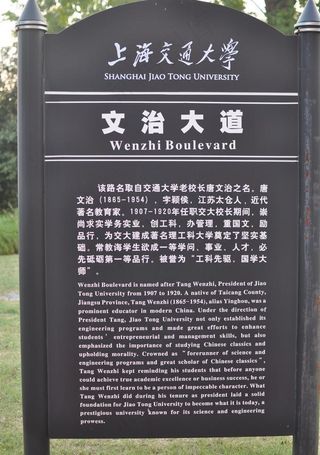 上海交通大學
SHANGHAI JIAO TONG UNIVERSITY
文治大道
Wenzhi Boulevard
该路名取自交通大学老校长唐文治之名。唐
文治（1865-1954），字颖侯，江苏太仓人，近代
著名教育家。1907-1920年任职交大校长期间，崇
尚求实学务实业，创工科，办管理，重国文，励
品行，为交大建成著名理工科大学奠定了坚实基
础。常教诲学生欲成一等学问、事业、人才，必
先砥砺第一等品行。被誉为“工科先驱，国学大
师”。
Wenzhi Boulevard is named after Tang Wenzhi, President of Jiao
Tong University from 1907 to 1920. A native of Taicang County,
Jiangsu Province, Tang Wenzhi (1865-1954), alias Yinghou, was a
prominent educator in modern China. Under the direction of
President Tang, Jiao Tong University not only established its
engineering programs and made great efforts to enhance
students' entrepreneurial and management skills, but also
emphasized the importance of studying Chinese classics and
upholding morality. Crowned as "forerunner of science and
engineering programs and great scholar of Chinese classics",
Tang Wenzhi kept reminding his students that before anyone
could achieve true academic excellence or business success, he or
she must first learn to be a person of impeccable character. What
Tang Wenzhi did during his tenure as president laid a solid
foundation for Jiao Tong University to become what it is today, a
prestigious university known for its science and engineering
prowess.